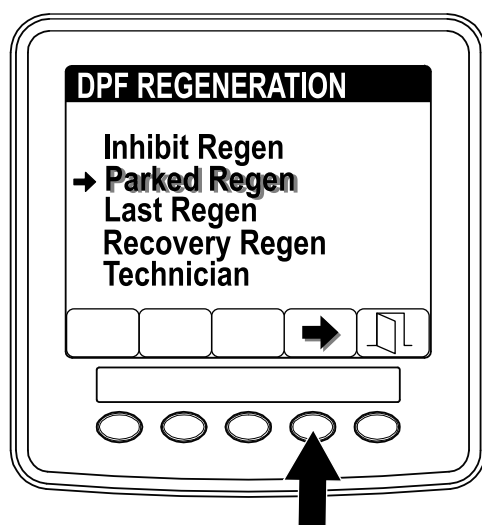 DPF REGENERATION
Inhibit Regen
Parked Regen
Last Regen
Recovery Regen
Technician